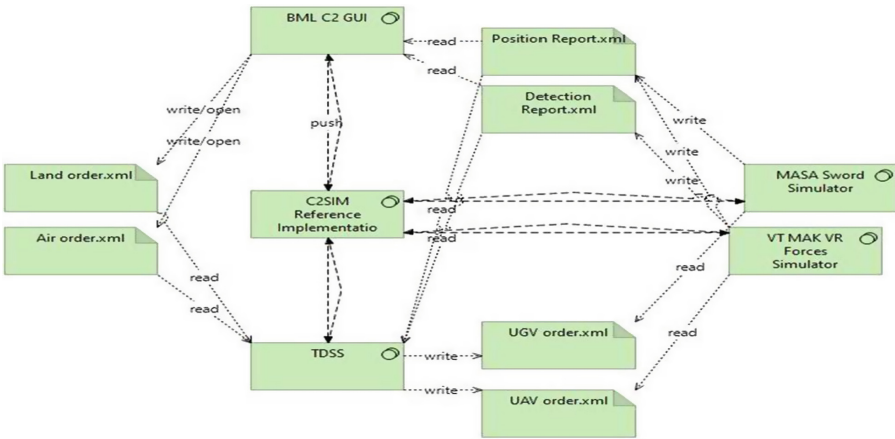 BML C2 GUI
Position Report.xml
read
read
Detection
Report.xml
write/open
push
write
write/open
write
Land order.xml
write
MASA Sword
Simulator
C2SIM
Reference
Implementatio
read
Air order.xml
read
VT MAK VR
Forces
Simulator
read
read
read
read
UGV order.xml
TDSS
write
write
UAV order.xml